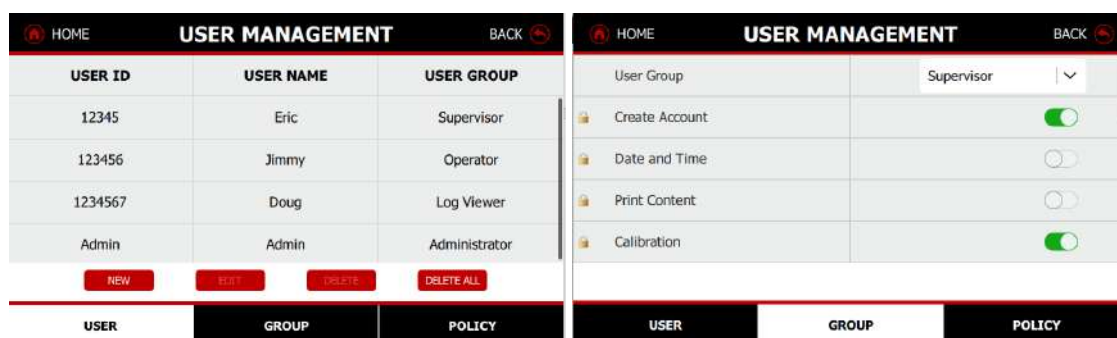 HOME USER MANAGEMENT BACK
USER ID USER NAME USER GROUP
12345 Eric Supervisor
123456 Jimmy Operator
1234567 Doug Log Viewer
Admin Admin Administrator
NEW EDIT DELETE DELETE ALL
USER GROUP POLICY
HOME USER MANAGEMENT BACK
User Group Supervisor
Create Account
Date and Time
Print Content
Calibration
USER GROUP POLICY